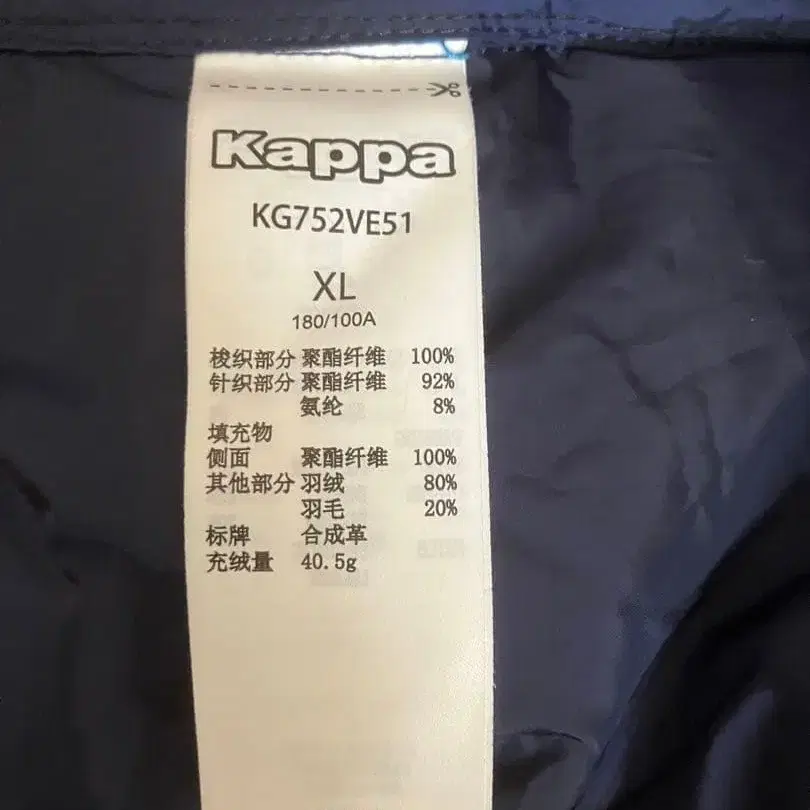 Kappa
KG752VE51
XL
180/100A
梭织部分 聚酯纤维 100%
针织部分 聚酯纤维 92%
氨纶 8%
填充物
侧面 聚酯纤维 100%
其他部分 羽绒 80%
羽毛 20%
标牌 合成革
充绒量 40.5g